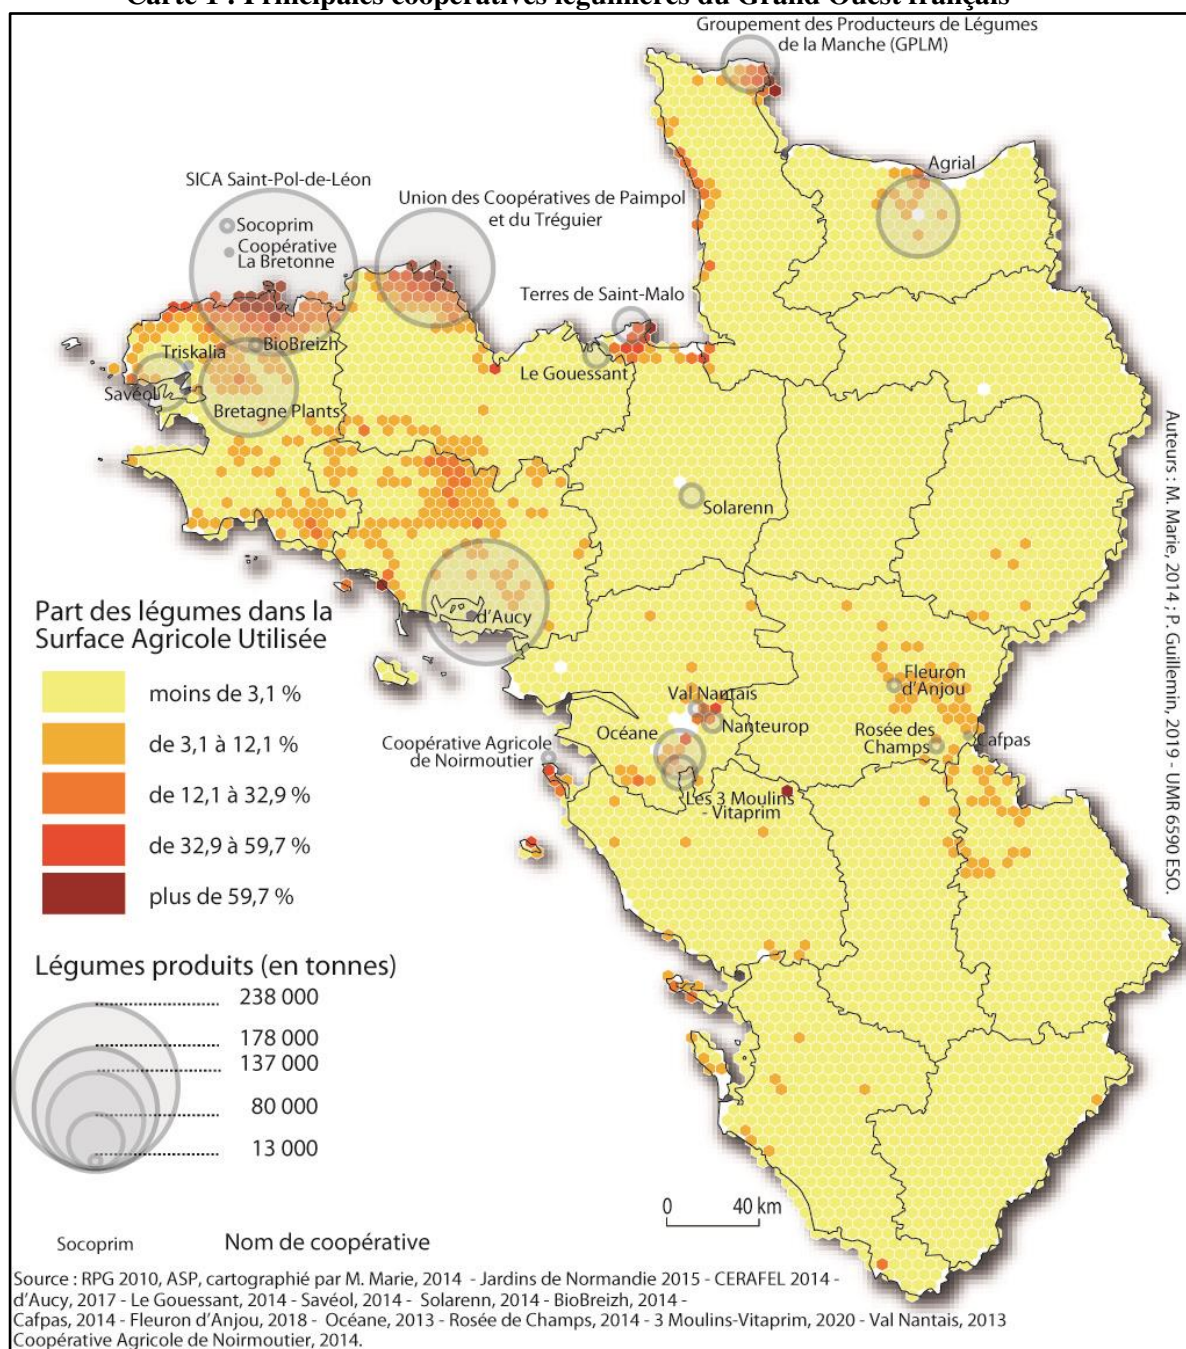 Carte 1 : Principales coopératives légumières du Grand Ouest français
Groupement des Producteurs de Légumes
de la Manche (GPLM)
Agrial
SICA Saint-Pol-de-Léon
Union des Coopératives de Paimpol
et du Tréguier
Socoprim
Coopérative
La Bretonne
Terres de Saint-Malo
BioBreizh
Triskalia
Le Gouessant
Savéol
Bretagne Plants
Solarenn
d'Aucy
Fleuron
d'Anjou
Val Nantais
Nanteurop
Océane
Rosée des
Champs
Cafpas
Coopérative Agricole
de Noirmoutier
Les 3 Moulins
- Vitaprim
Part des légumes dans la
Surface Agricole Utilisée
moins de 3,1 %
de 3,1 à 12,1 %
de 12,1 à 32,9 %
de 32,9 à 59,7 %
plus de 59,7 %
Légumes produits (en tonnes)
238 000
178 000
137 000
80 000
13 000
0 40 km
Socoprim Nom de coopérative
Auteurs : M. Marie, 2014 ; P. Guillemin, 2019 - UMR 6590 ESO.
Source : RPG 2010, ASP, cartographié par M. Marie, 2014 - Jardins de Normandie 2015 - CERAFEL 2014 -
d'Aucy, 2017 - Le Gouessant, 2014 - Savéol, 2014 - Solarenn, 2014 - BioBreizh, 2014 -
Cafpas, 2014 - Fleuron d'Anjou, 2018 - Océane, 2013 - Rosée de Champs, 2014 - 3 Moulins-Vitaprim, 2020 - Val Nantais, 2013
Coopérative Agricole de Noirmoutier, 2014.